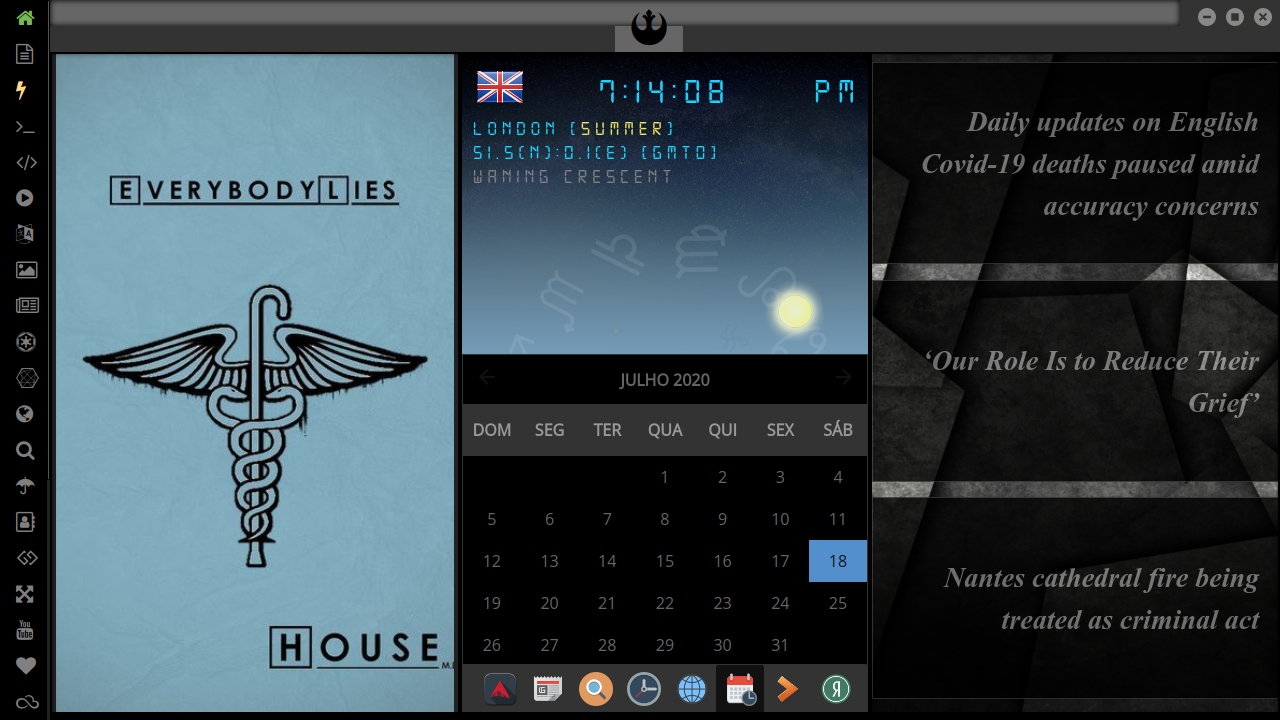 EVERYBODYLIES
HOUSE M.D
7:14:08 PM
LONDON (SUMMER)
51.5(N):0.1(E) (GMT0)
WANING CRESCENT
JULHO 2020
DOM SEG TER QUA QUI SEX SÁB
1 2 3 4
5 6 7 8 9 10 11
12 13 14 15 16 17 18
19 20 21 22 23 24 25
26 27 28 29 30 31
Daily updates on English
Covid-19 deaths paused amid
accuracy concerns
‘Our Role Is to Reduce Their
Grief’
Nantes cathedral fire being
treated as criminal act